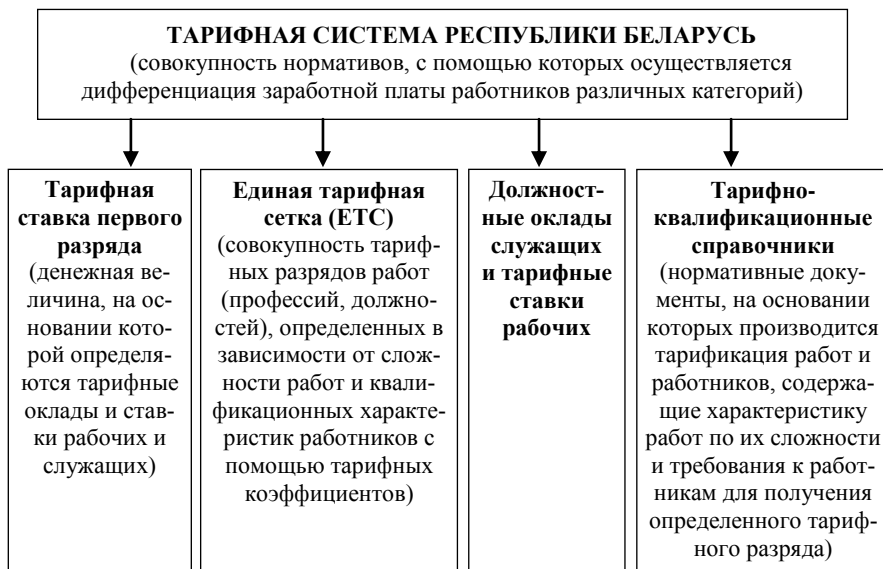 ТАРИФНАЯ СИСТЕМА РЕСПУБЛИКИ БЕЛАРУСЬ
(совокупность нормативов, с помощью которых осуществляется
дифференциация заработной платы работников различных категорий)
Тарифная
ставка первого
разряда
(денежная ве-
личина, на ос-
новании кото-
рой определя-
ются тарифные
оклады и став-
ки рабочих и
служащих)
Единая тарифная
сетка (ЕТС)
(совокупность тариф-
ных разрядов работ
(профессий, должно-
стей), определенных в
зависимости от слож-
ности работ и квали-
фикационных характе-
ристик работников с
помощью тарифных
коэффициентов)
Должност-
ные оклады
служащих
и тарифные
ставки
рабочих
Тарифно-
квалификационные
справочники
(нормативные доку-
менты, на основании
которых производится
тарификация работ и
работников, содержа-
щие характеристику
работ по их сложности
и требования к работ-
никам для получения
определенного тариф-
ного разряда)